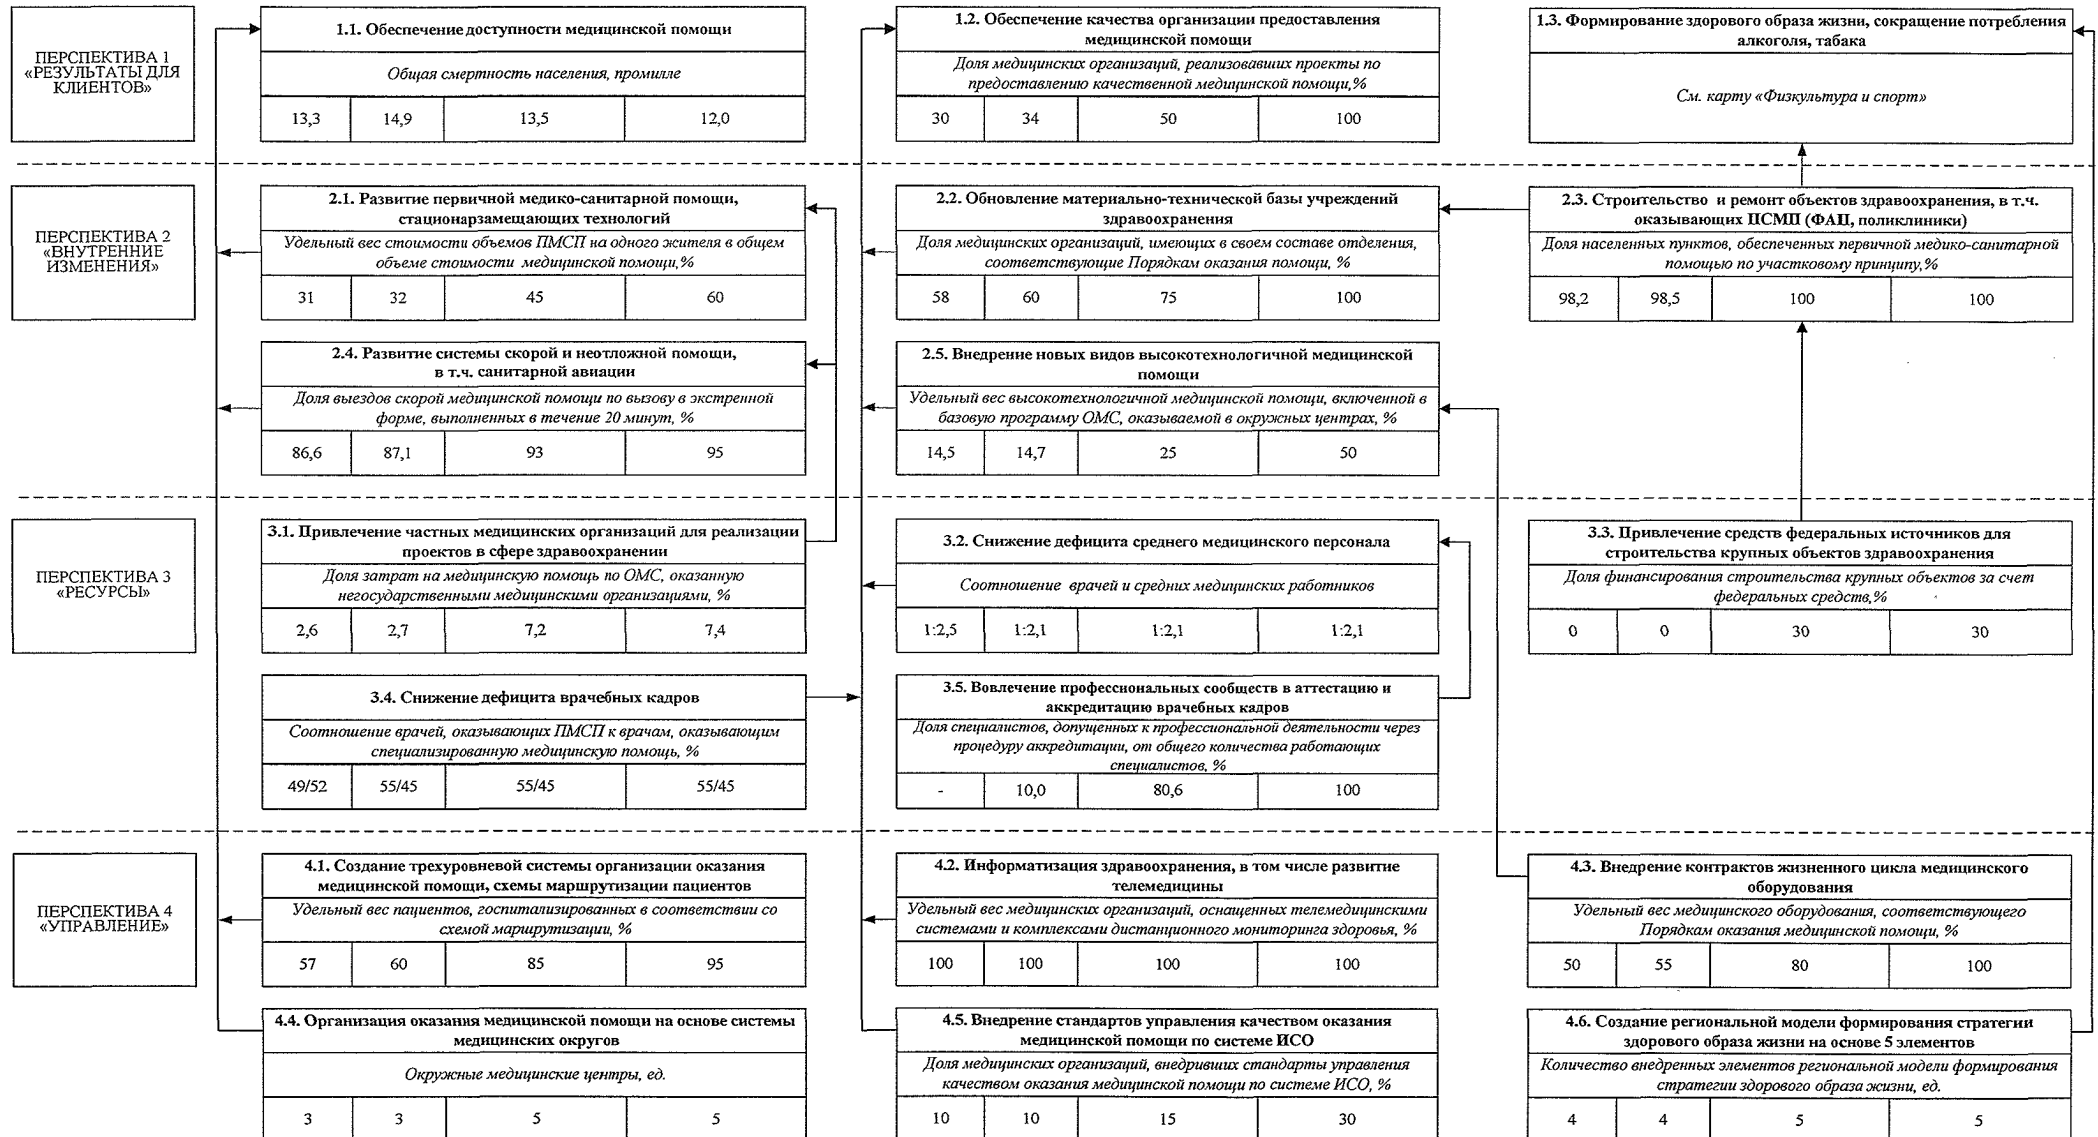 ПЕРСПЕКТИВА 1
«РЕЗУЛЬТАТЫ ДЛЯ
КЛИЕНТОВ»
1.1. Обеспечение доступности медицинской помощи
Общая смертность населения, промилле
13,3 14,9 13,5 12,0
1.2. Обеспечение качества организации предоставления
медицинской помощи
Доля медицинских организаций, реализовавших проекты по
предоставлению качественной медицинской помощи,%
30 34 50 100
1.3. Формирование здорового образа жизни, сокращение потребления
алкоголя, табака
См. карту «Физкультура и спорт»
ПЕРСПЕКТИВА 2
«ВНУТРЕННИЕ
ИЗМЕНЕНИЯ»
2.1. Развитие первичной медико-санитарной помощи,
стационарзамещающих технологий
Удельный вес стоимости объемов ПМСП на одного жителя в общем
объеме стоимости медицинской помощи,%
31 32 45 60
2.2. Обновление материально-технической базы учреждений
здравоохранения
Доля медицинских организаций, имеющих в своем составе отделения,
соответствующие Порядкам оказания помощи, %
58 60 75 100
2.3. Строительство и ремонт объектов здравоохранения, в т.ч.
оказывающих ПСМП (ФАП, поликлиники)
Доля населенных пунктов, обеспеченных первичной медико-санитарной
помощью по участковому принципу,%
98,2 98,5 100 100
2.4. Развитие системы скорой и неотложной помощи,
в т.ч. санитарной авиации
Доля выездов скорой медицинской помощи по вызову в экстренной
форме, выполненных в течение 20 минут, %
86,6 87,1 93 95
2.5. Внедрение новых видов высокотехнологичной медицинской
помощи
Удельный вес высокотехнологичной медицинской помощи, включенной в
базовую программу ОМС, оказываемой в окружных центрах, %
14,5 14,7 25 50
ПЕРСПЕКТИВА 3
«РЕСУРСЫ»
3.1. Привлечение частных медицинских организаций для реализации
проектов в сфере здравоохранении
Доля затрат на медицинскую помощь по ОМС, оказанную
негосударственными медицинскими организациями, %
2,6 2,7 7,2 7,4
3.2. Снижение дефицита среднего медицинского персонала
Соотношение врачей и средних медицинских работников
1:2,5 1:2,1 1:2,1 1:2,1
3.3. Привлечение средств федеральных источников для
строительства крупных объектов здравоохранения
Доля финансирования строительства крупных объектов за счет
федеральных средств,%
0 0 30 30
3.4. Снижение дефицита врачебных кадров
Соотношение врачей, оказывающих ПМСП к врачам, оказывающим
специализированную медицинскую помощь, %
49/52 55/45 55/45 55/45
3.5. Вовлечение профессиональных сообществ в аттестацию и
аккредитацию врачебных кадров
Доля специалистов, допущенных к профессиональной деятельности через
процедуру аккредитации, от общего количества работающих
специалистов, %
- 10,0 80,6 100
ПЕРСПЕКТИВА 4
«УПРАВЛЕНИЕ»
4.1. Создание трехуровневой системы организации оказания
медицинской помощи, схемы маршрутизации пациентов
Удельный вес пациентов, госпитализированных в соответствии со
схемой маршрутизации, %
57 60 85 95
4.2. Информатизация здравоохранения, в том числе развитие
телемедицины
Удельный вес медицинских организаций, оснащенных телемедицинскими
системами и комплексами дистанционного мониторинга здоровья, %
100 100 100 100
4.3. Внедрение контрактов жизненного цикла медицинского
оборудования
Удельный вес медицинского оборудования, соответствующего
Порядкам оказания медицинской помощи, %
50 55 80 100
4.4. Организация оказания медицинской помощи на основе системы
медицинских округов
Окружные медицинские центры, ед.
3 3 5 5
4.5. Внедрение стандартов управления качеством оказания
медицинской помощи по системе ИСО
Доля медицинских организаций, внедривших стандарты управления
качеством оказания медицинской помощи по системе ИСО, %
10 10 15 30
4.6. Создание региональной модели формирования стратегии
здорового образа жизни на основе 5 элементов
Количество внедренных элементов региональной модели формирования
стратегии здорового образа жизни, ед.
4 4 5 5